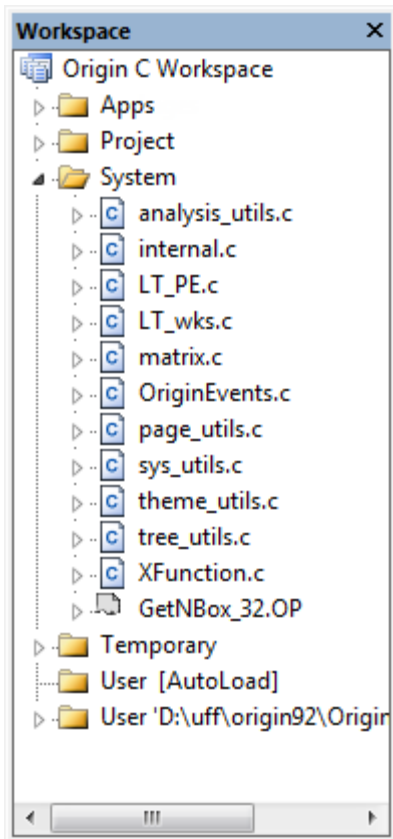 Workspace
Origin C Workspace
Apps
Project
System
analysis_utils.c
internal.c
LT_PE.c
LT_wks.c
matrix.c
OriginEvents.c
page_utils.c
sys_utils.c
theme_utils.c
tree_utils.c
XFunction.c
GetNBox_32.OP
Temporary
User [AutoLoad]
User 'D:\uff\origin92\Origin